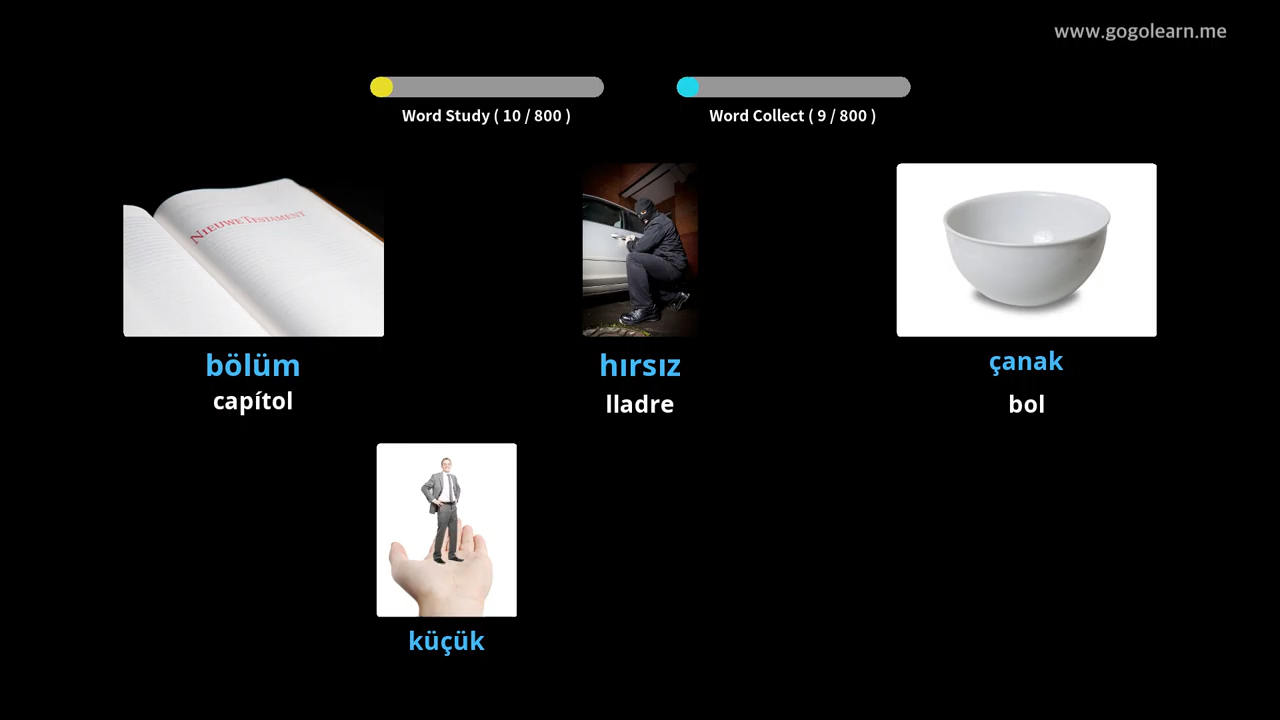 www.gogolearn.me
Word Study ( 10 / 800 )
Word Collect ( 9 / 800 )
NIEUWE TESTAMENT
bölüm
capítol
hırsız
lladre
çanak
bol
küçük